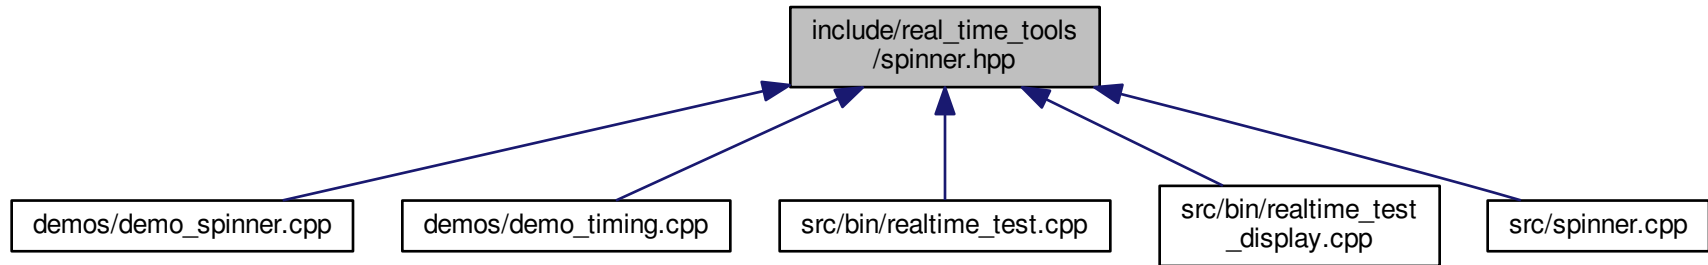 include/real_time_tools
/spinner.hpp
demos/demo_spinner.cpp
demos/demo_timing.cpp
src/bin/realtime_test.cpp
src/bin/realtime_test
_display.cpp
src/spinner.cpp